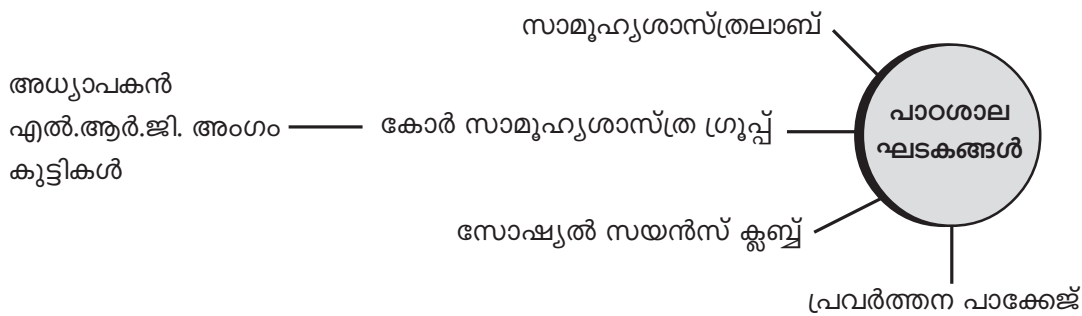 സാമൂഹ്യശാസ്ത്രലാബ്
അധ്യാപകൻ
എൽ.ആർ.ജി. അംഗം
കുട്ടികൾ
കോർ സാമൂഹ്യശാസ്ത്ര ഗ്രൂപ്പ്
പാഠശാല
ഘടകങ്ങൾ
സോഷ്യൽ സയൻസ് ക്ലബ്ബ്
പ്രവർത്തന പാക്കേജ്